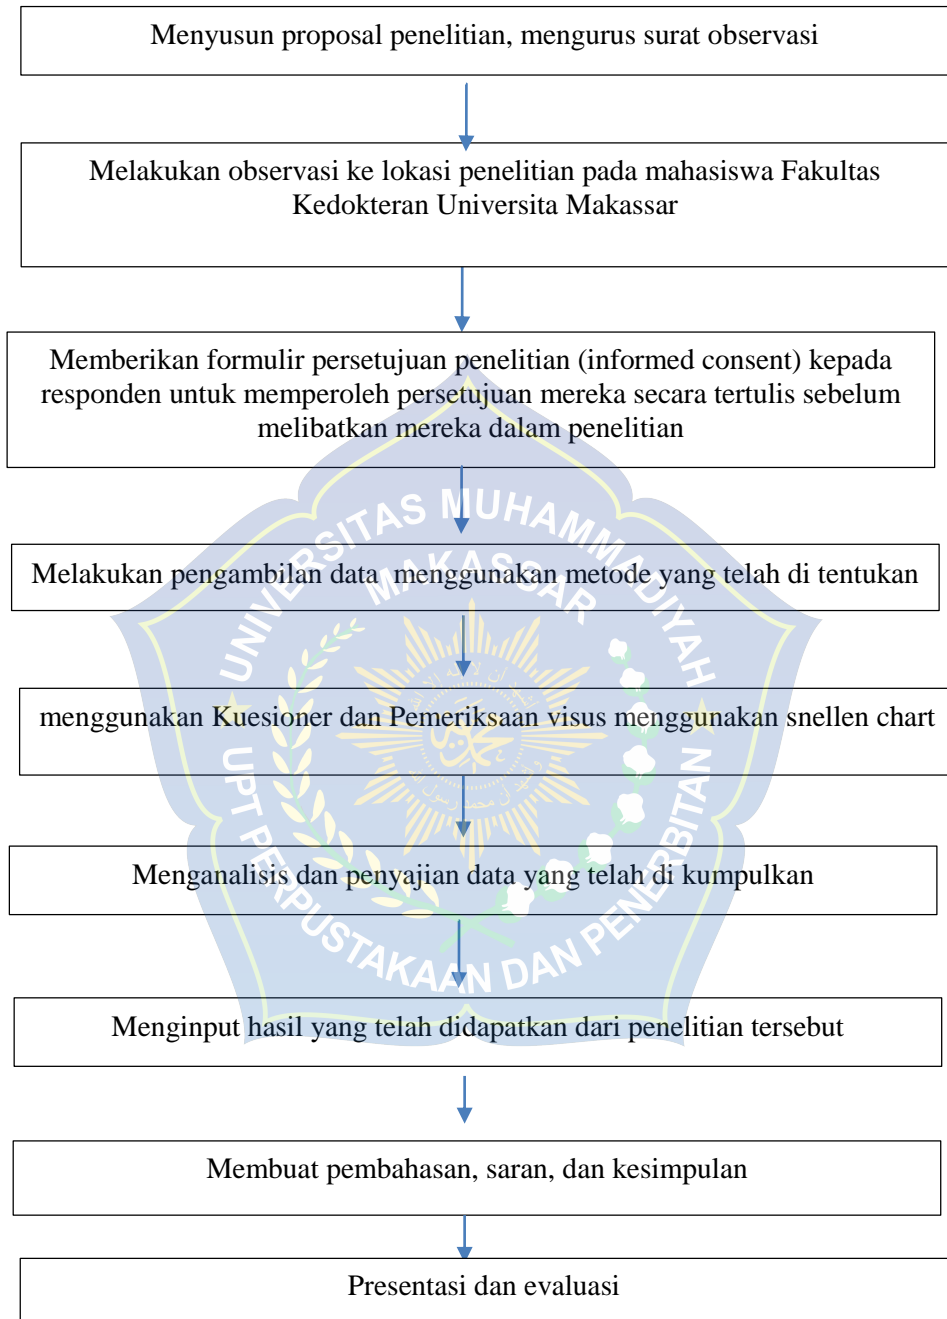 Menyusun proposal penelitian, mengurus surat observasi
Melakukan observasi ke lokasi penelitian pada mahasiswa Fakultas
Kedokteran Universita Makassar
Memberikan formulir persetujuan penelitian (informed consent) kepada
responden untuk memperoleh persetujuan mereka secara tertulis sebelum
melibatkan mereka dalam penelitian
UNIVERSITAS MUHAMMADIYAH
MAKASSAR
Melakukan pengambilan data menggunakan metode yang telah di tentukan
menggunakan Kuesioner dan Pemeriksaan visus menggunakan snellen chart
Menganalisis dan penyajian data yang telah di kumpulkan
UPT PERPUSTAKAAN DAN PENERBITAN
Menginput hasil yang telah didapatkan dari penelitian tersebut
Membuat pembahasan, saran, dan kesimpulan
Presentasi dan evaluasi